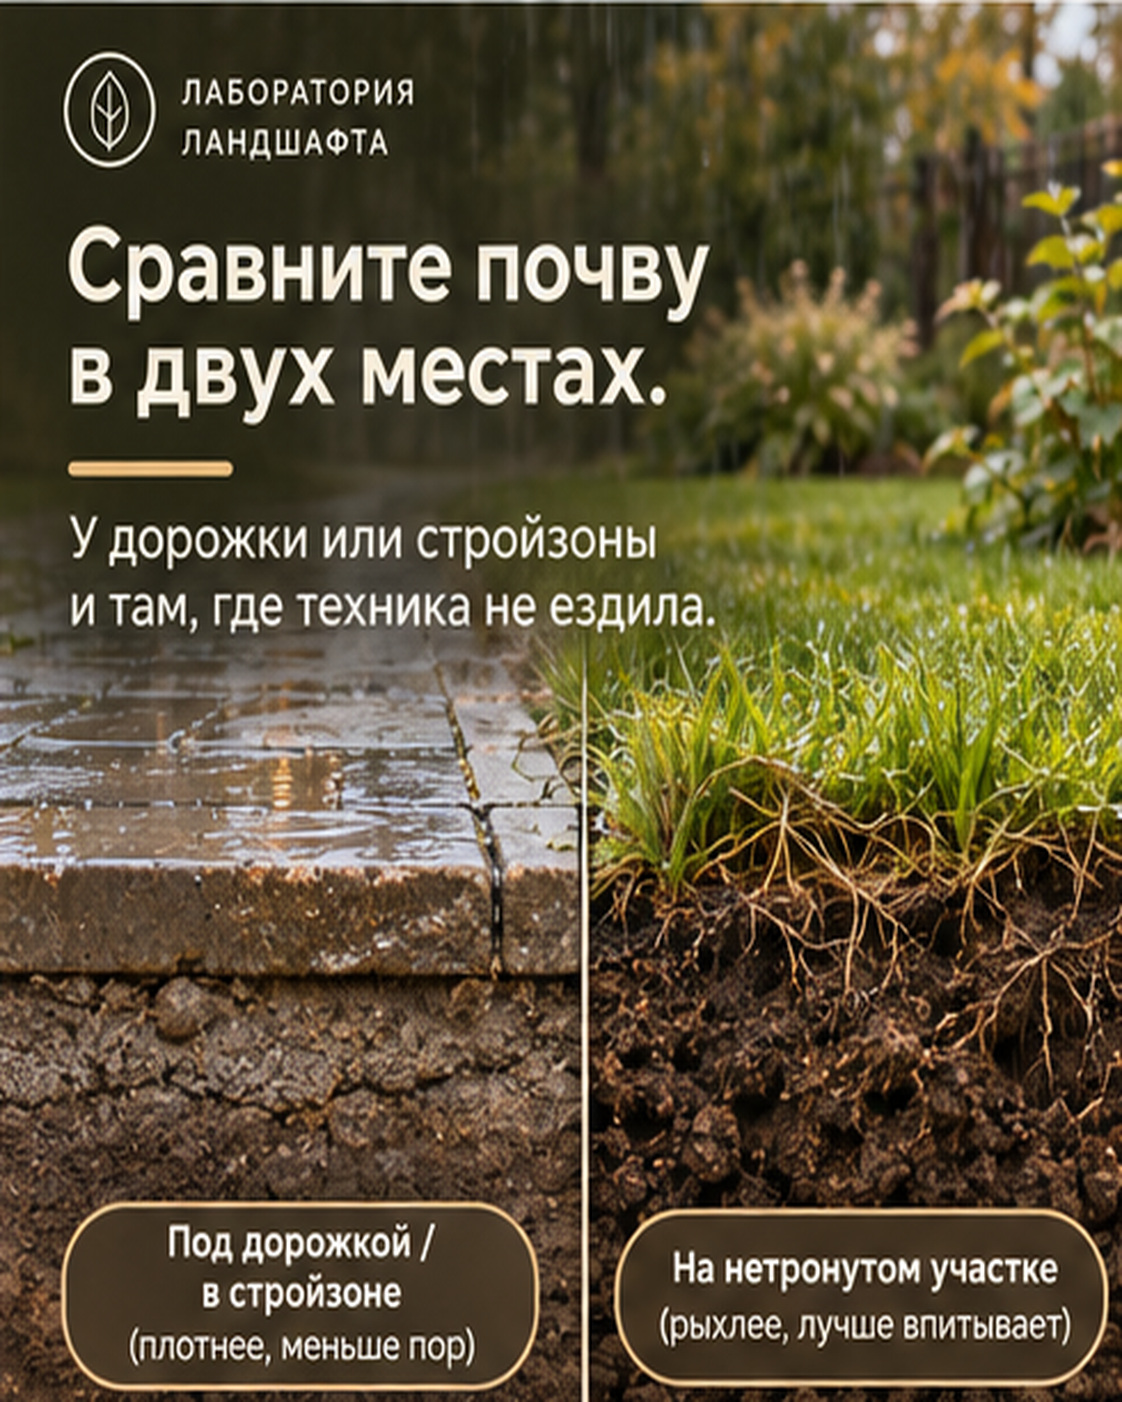 ЛАБОРАТОРИЯ
ЛАНДШАФТА
Сравните почву
в двух местах.
У дорожки или стройзоны
и там, где техника не ездила.
Под дорожкой /
в стройзоне
(плотнее, меньше пор)
На нетронутом участке
(рыхлее, лучше впитывает)